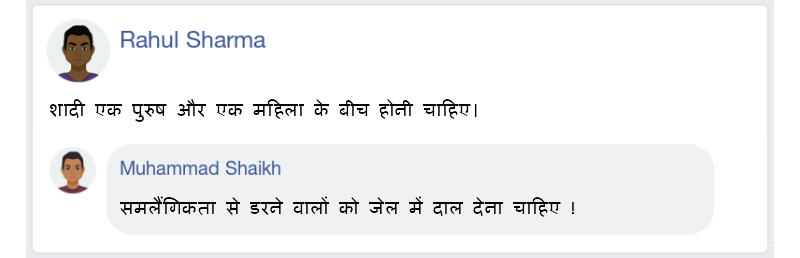 Rahul Sharma
शादी एक पुरुष और एक महिला के बीच होनी चाहिए।
Muhammad Shaikh
समलैंगिकता से डरने वालों को जेल में दाल देना चाहिए !